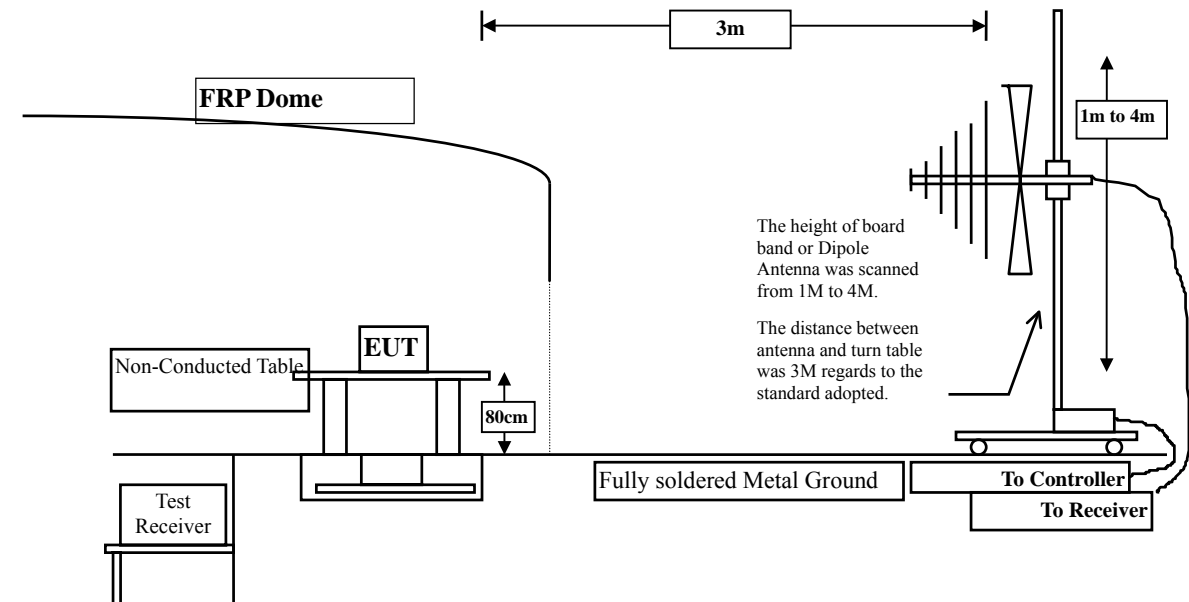 3m
FRP Dome
1m to 4m
The height of board
band or Dipole
Antenna was scanned
from 1M to 4M.
The distance between
antenna and turn table
was 3M regards to the
standard adopted.
EUT
Non-Conducted Table
80cm
Fully soldered Metal Ground
To Controller
To Receiver
Test
Receiver